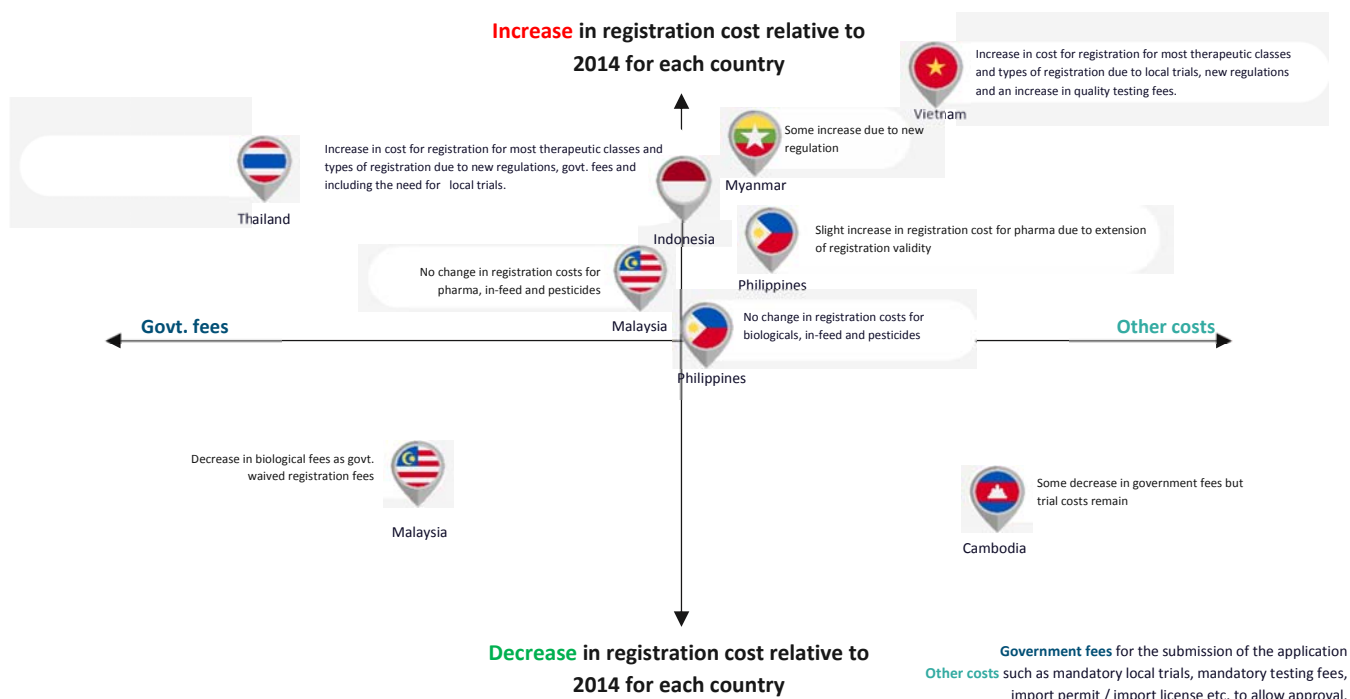 Increase in registration cost relative to
2014 for each country
Increase in cost for registration for most therapeutic classes
and types of registration due to local trials, new regulations
and an increase in quality testing fees.
Vietnam
Some increase due to new
regulation
Myanmar
Increase in cost for registration for most therapeutic classes and
types of registration due to new regulations, govt. fees and
including the need for local trials.
Thailand
Indonesia
Slight increase in registration cost for pharma due to extension
of registration validity
Philippines
No change in registration costs for
pharma, in-feed and pesticides
Malaysia
No change in registration costs for
biologicals, in-feed and pesticides
Philippines
Govt. fees
Other costs
Decrease in biological fees as govt.
waived registration fees
Malaysia
Some decrease in government fees but
trial costs remain
Cambodia
Decrease in registration cost relative to
2014 for each country
Government fees for the submission of the application
Other costs such as mandatory local trials, mandatory testing fees,
import permit / import license etc. to allow approval.